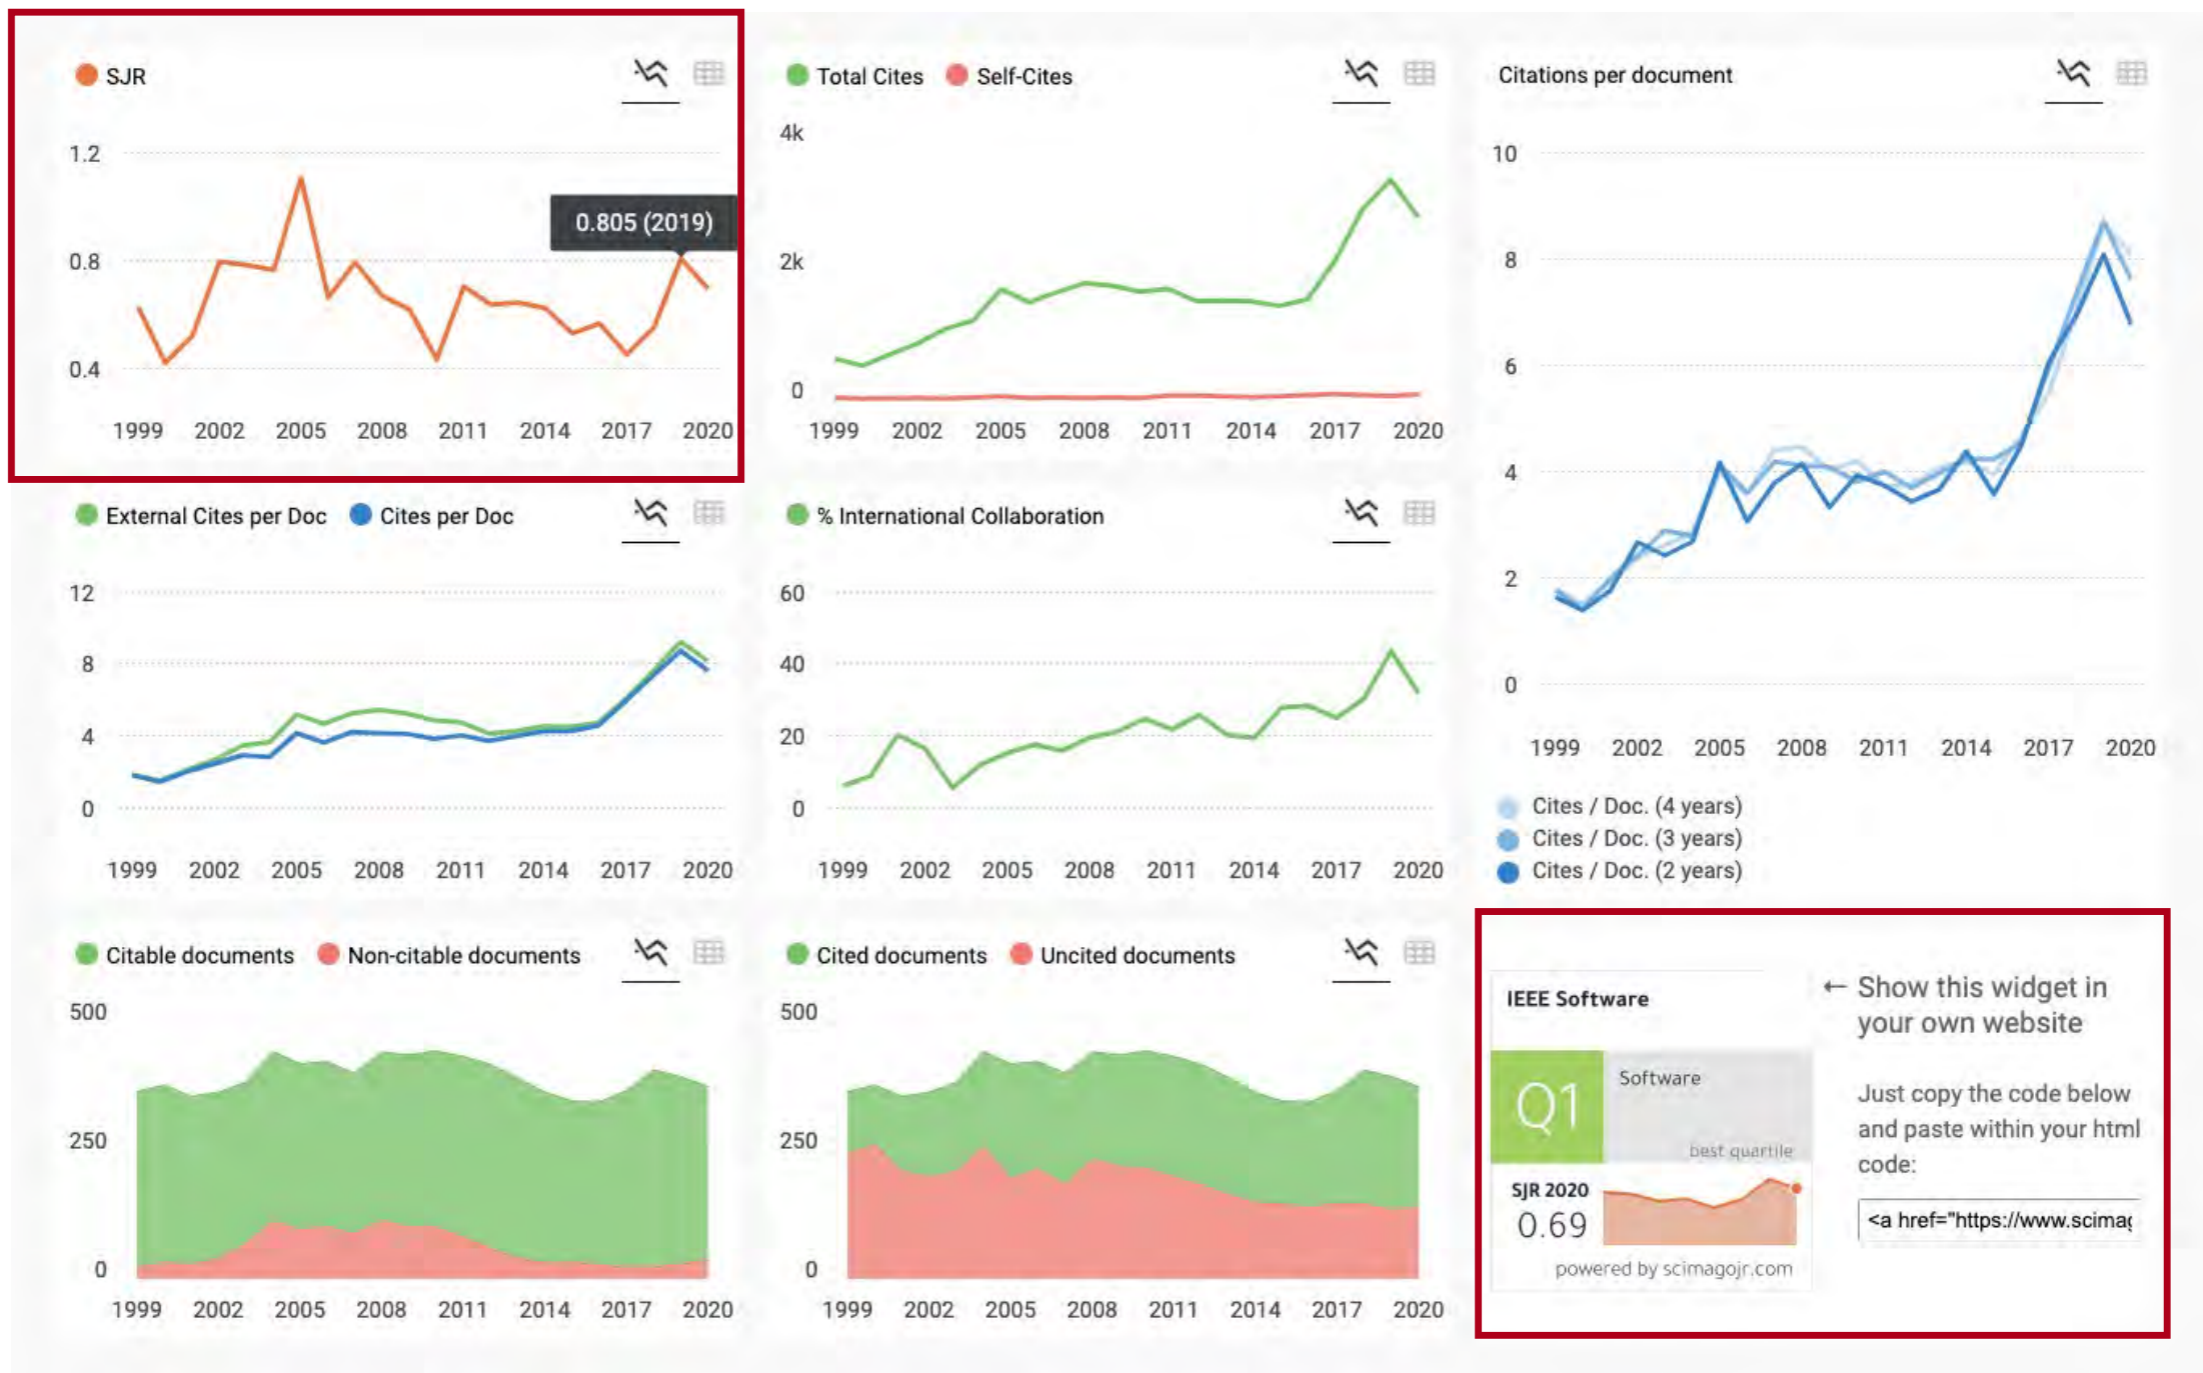 SJR
1.2
0.8
0.4
0.805 (2019)
1999 2002 2005 2008 2011 2014 2017 2020
Total Cites Self-Cites
4k
2k
0
1999 2002 2005 2008 2011 2014 2017 2020
Citations per document
10
8
6
4
2
0
1999 2002 2005 2008 2011 2014 2017 2020
Cites / Doc. (4 years)
Cites / Doc. (3 years)
Cites / Doc. (2 years)
External Cites per Doc Cites per Doc
12
8
4
0
1999 2002 2005 2008 2011 2014 2017 2020
% International Collaboration
60
40
20
0
1999 2002 2005 2008 2011 2014 2017 2020
Citable documents Non-citable documents
500
250
0
1999 2002 2005 2008 2011 2014 2017 2020
Cited documents Uncited documents
500
250
0
1999 2002 2005 2008 2011 2014 2017 2020
IEEE Software
Q1
Software
best quartile
SJR 2020
0.69
powered by scimagojr.com
← Show this widget in
your own website
Just copy the code below
and paste within your html
code:
<a href="https://www.scimag